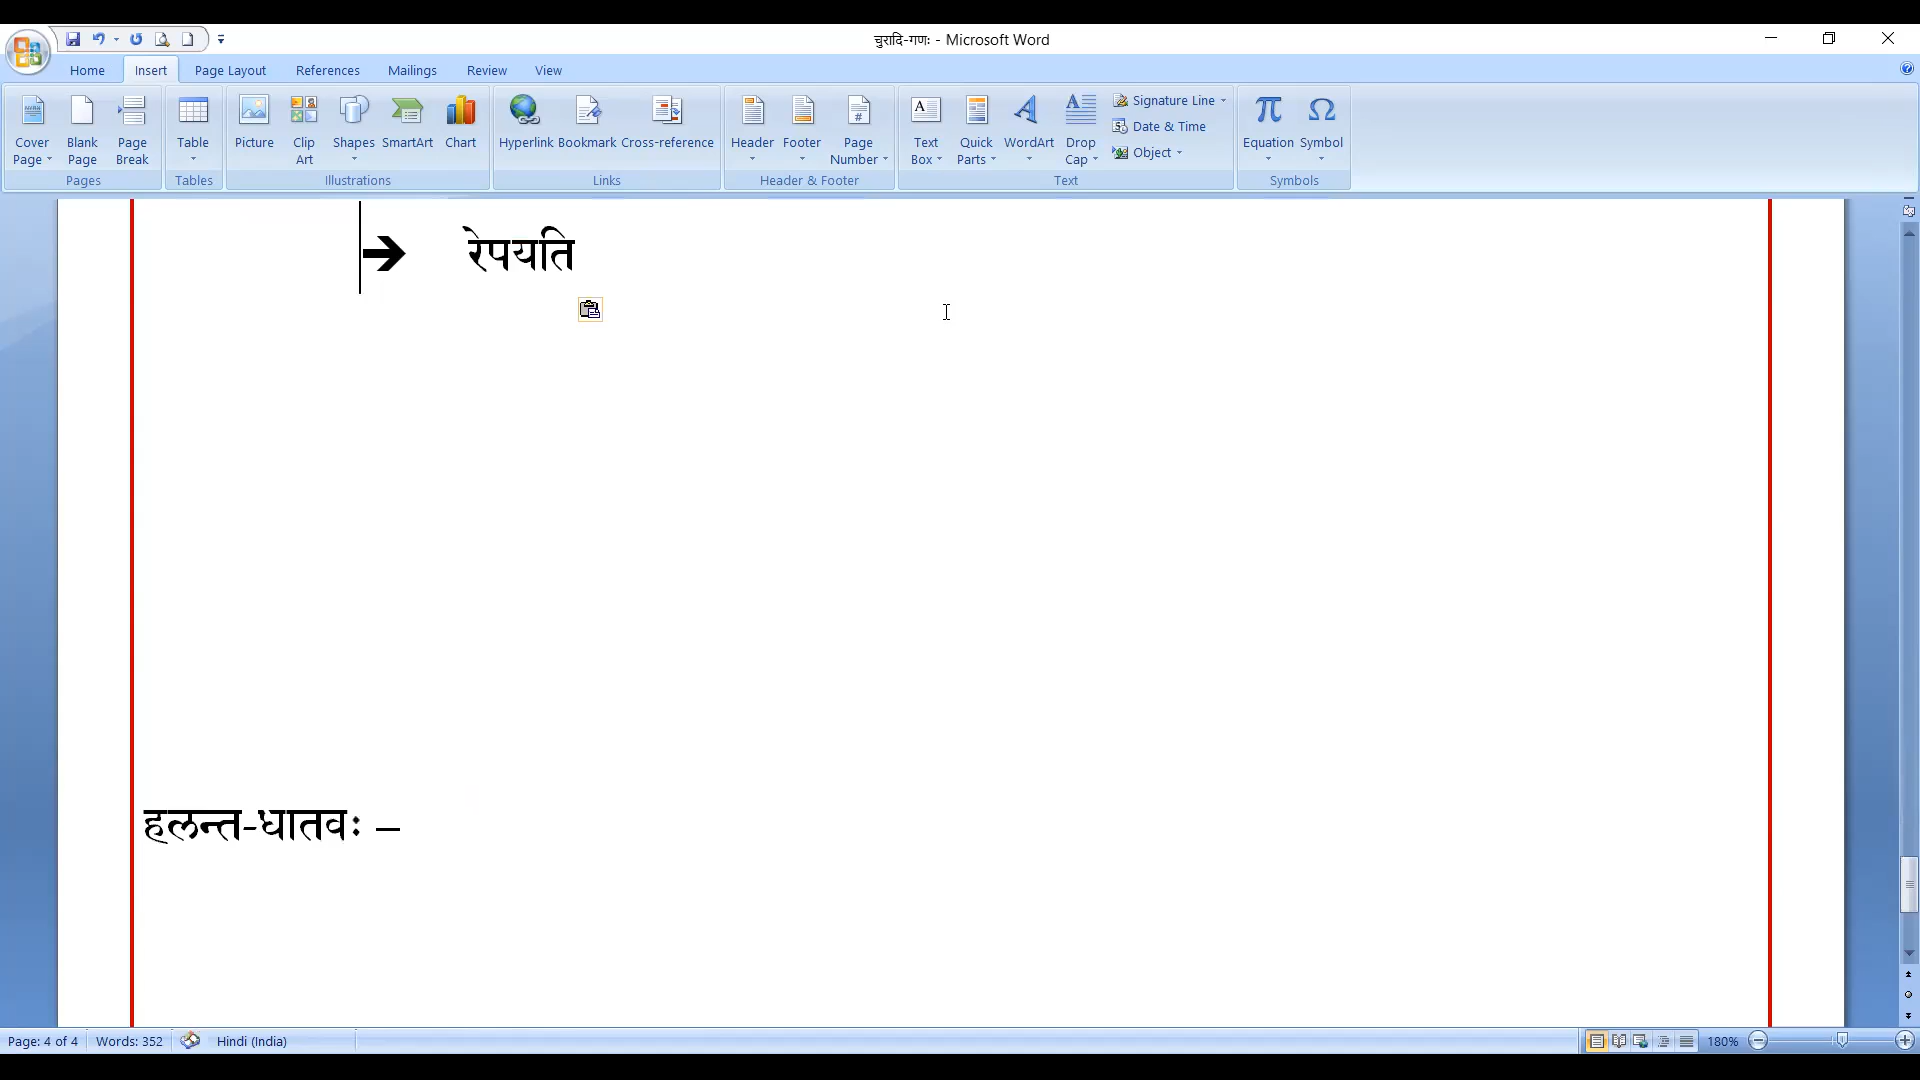 चुरादि-गणः - Microsoft Word
Home Insert Page Layout References Mailings Review View
Cover Page
Blank Page
Page Break
Table
Picture
Clip Art
Shapes
SmartArt
Chart
Hyperlink
Bookmark
Cross-reference
Header
Footer
Page Number
Text Box
Quick Parts
WordArt
Drop Cap
Signature Line
Date & Time
Object
Equation
Symbol
Pages Tables Illustrations Links Header & Footer Text Symbols
➔ रेपयति
हलन्त-धातवः –
Page: 4 of 4 Words: 352 Hindi (India) 180%